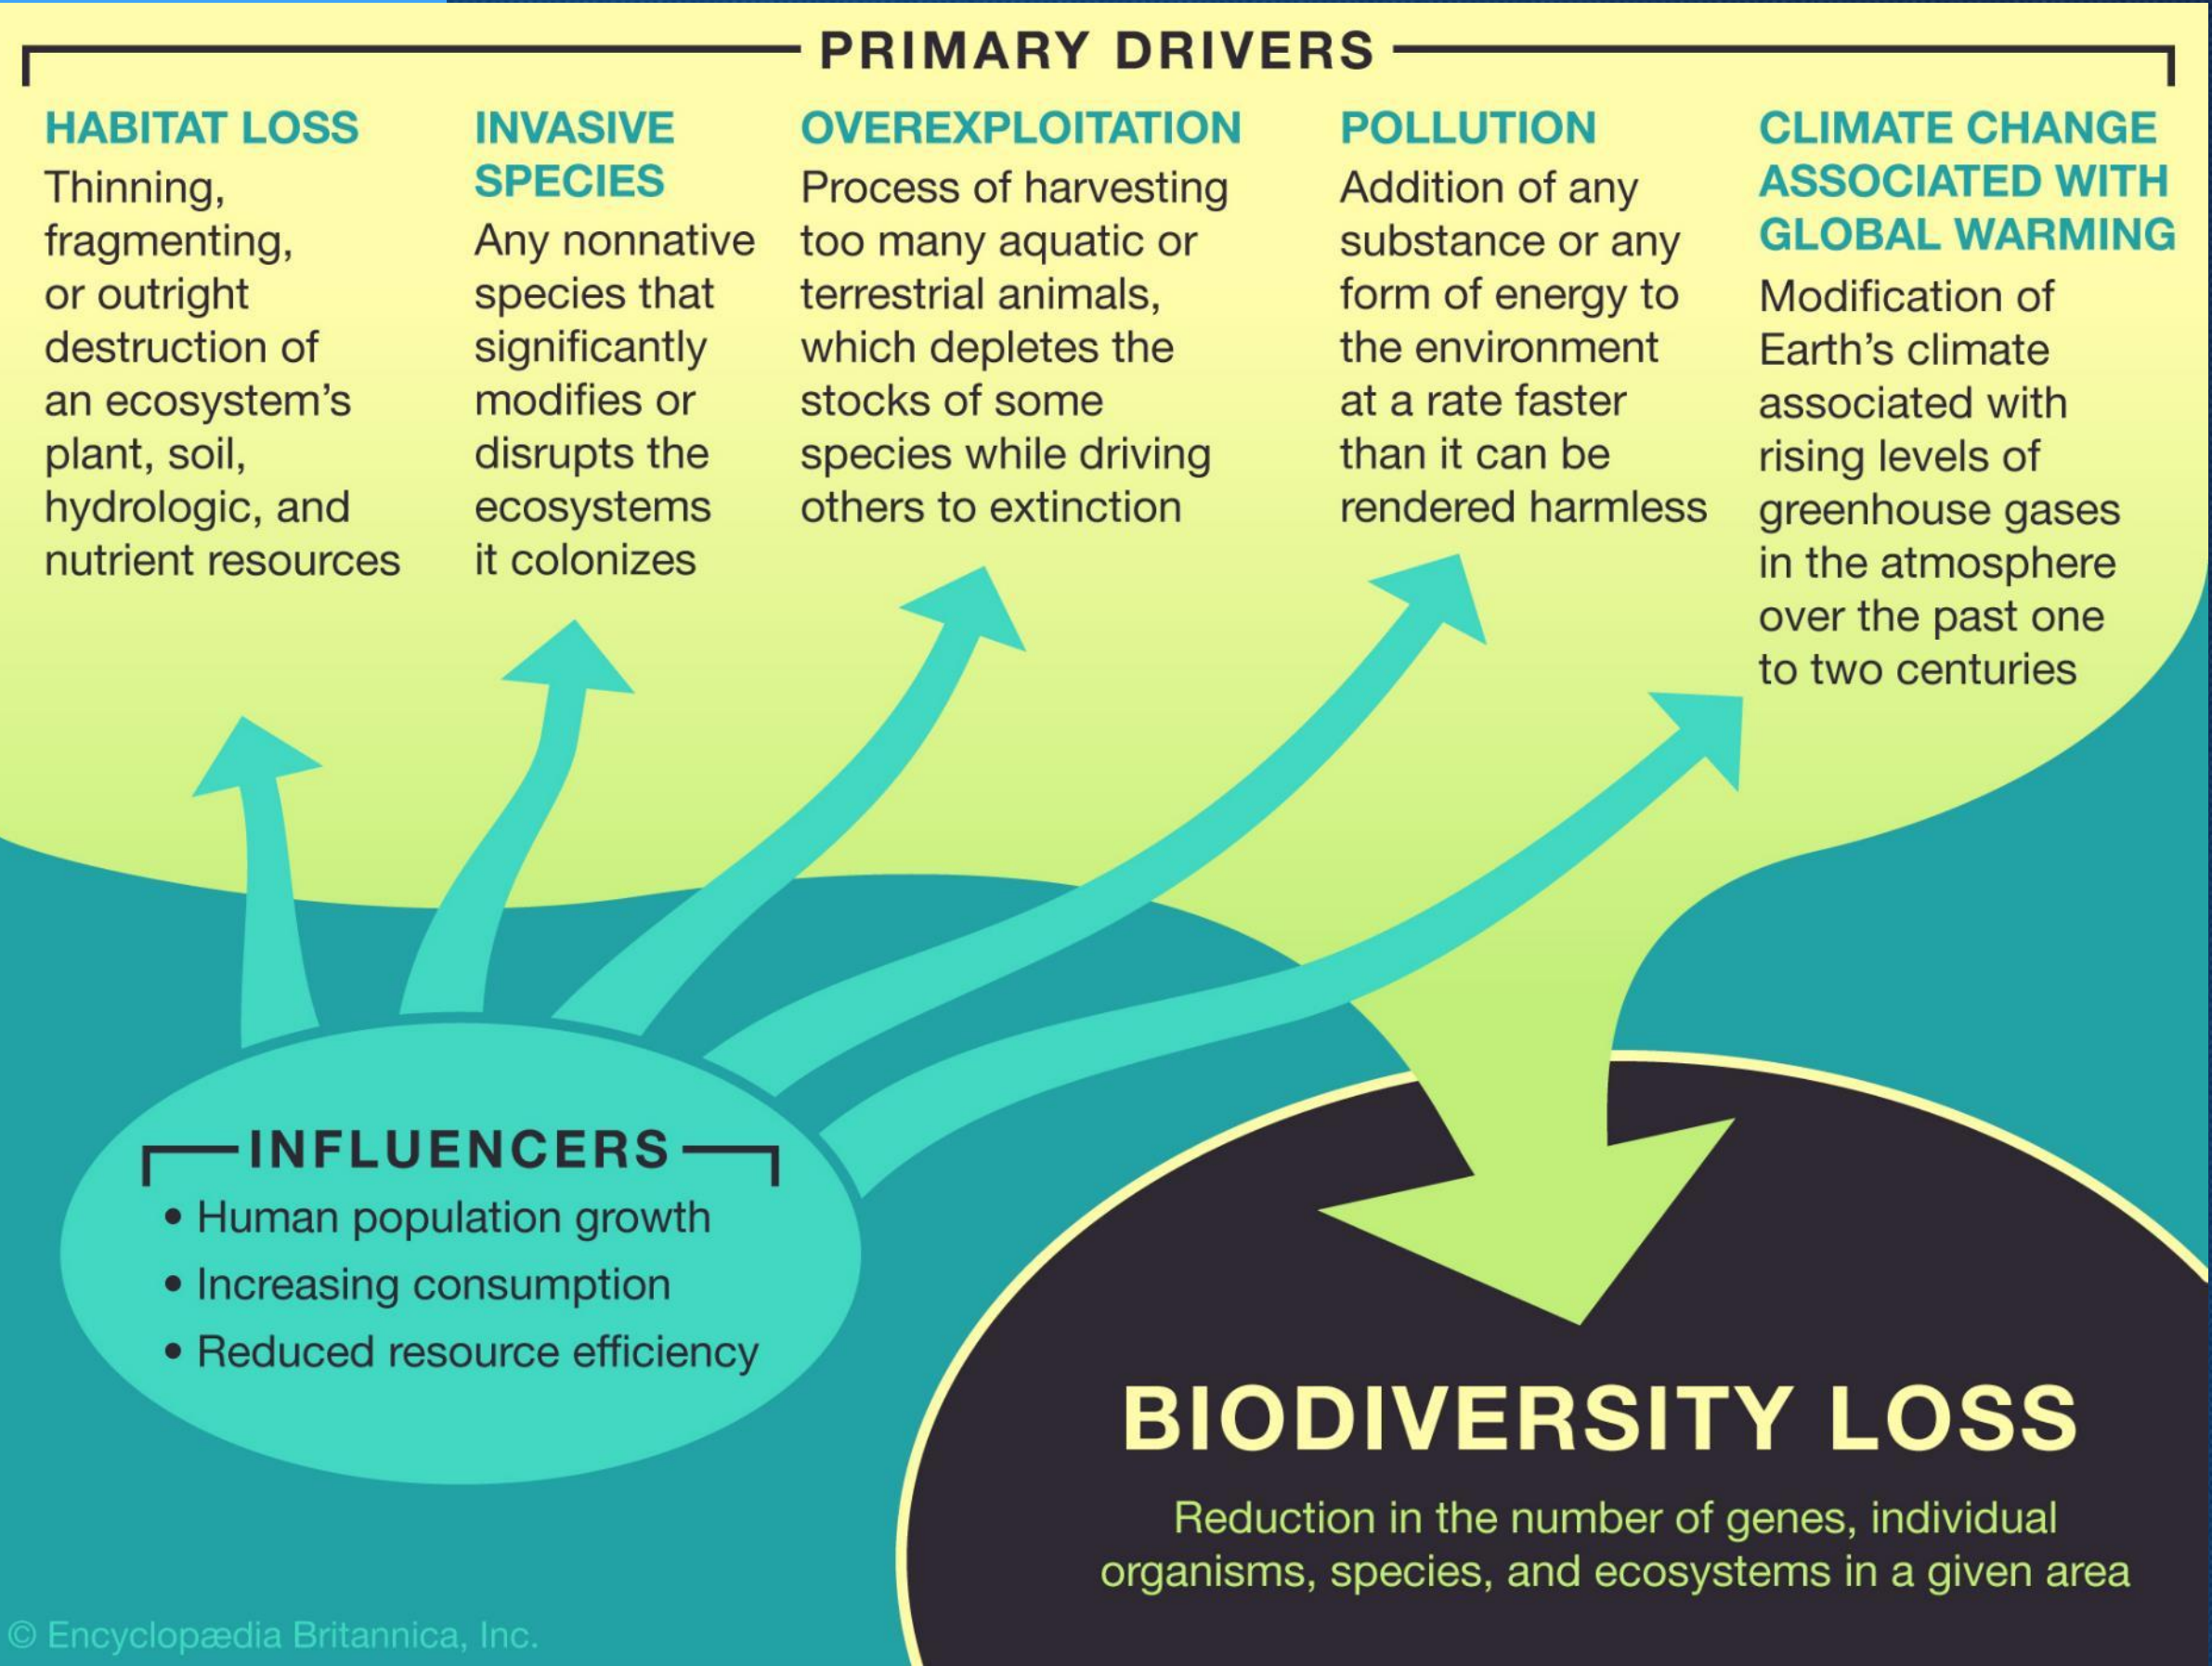 PRIMARY DRIVERS
HABITAT LOSS
Thinning,
fragmenting,
or outright
destruction of
an ecosystem's
plant, soil,
hydrologic, and
nutrient resources
INVASIVE
SPECIES
Any nonnative
species that
significantly
modifies or
disrupts the
ecosystems
it colonizes
OVEREXPLOITATION
Process of harvesting
too many aquatic or
terrestrial animals,
which depletes the
stocks of some
species while driving
others to extinction
POLLUTION
Addition of any
substance or any
form of energy to
the environment
at a rate faster
than it can be
rendered harmless
CLIMATE CHANGE
ASSOCIATED WITH
GLOBAL WARMING
Modification of
Earth's climate
associated with
rising levels of
greenhouse gases
in the atmosphere
over the past one
to two centuries
INFLUENCERS
• Human population growth
• Increasing consumption
• Reduced resource efficiency
BIODIVERSITY LOSS
Reduction in the number of genes, individual
organisms, species, and ecosystems in a given area
© Encyclopædia Britannica, Inc.